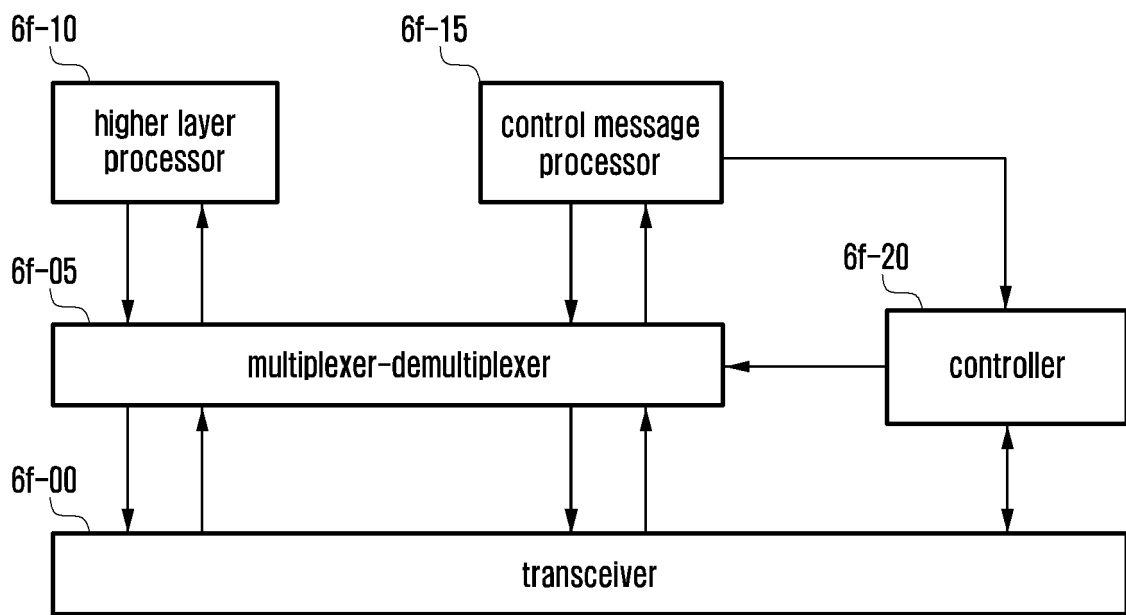 6f-10
6f-15
higher layer
processor
control message
processor
6f-05
6f-20
multiplexer-demultiplexer
controller
6f-00
transceiver